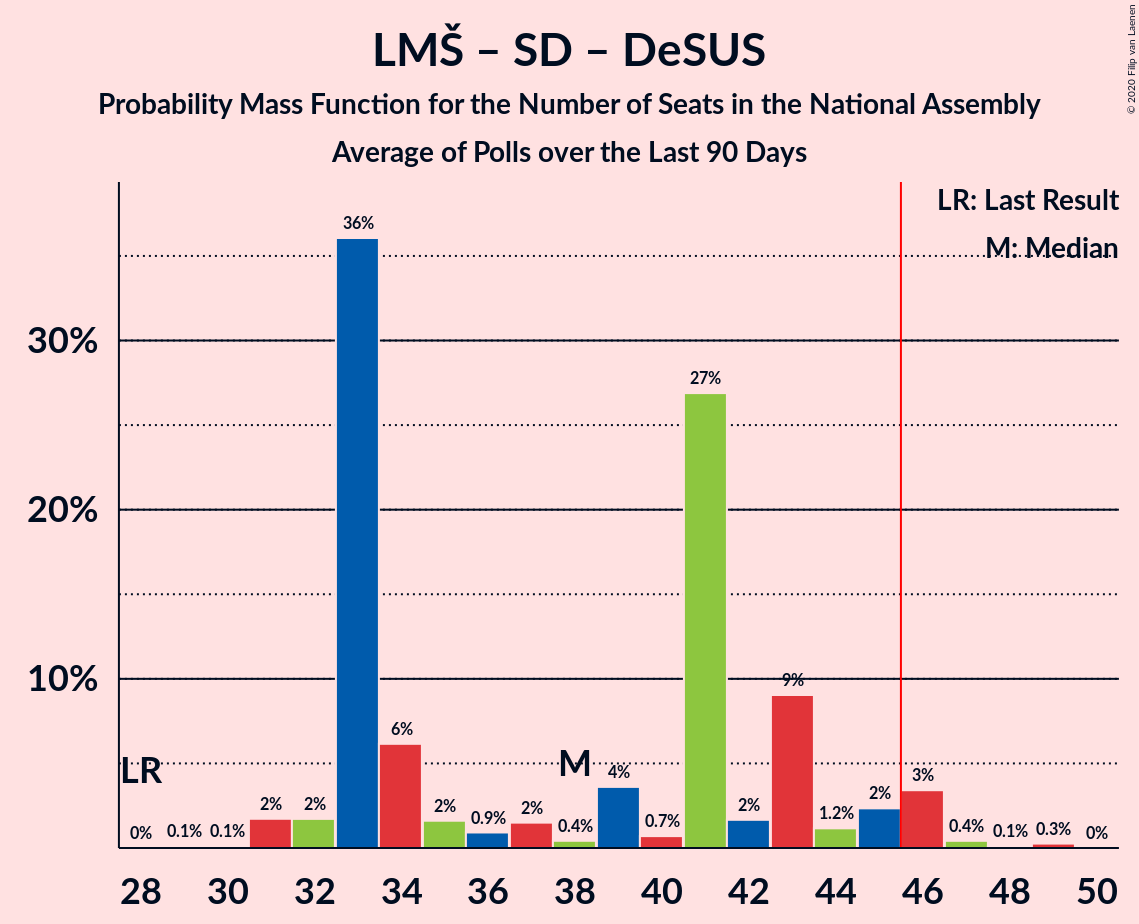 LMŠ – SD – DeSUS
Probability Mass Function for the Number of Seats in the National Assembly
Average of Polls over the Last 90 Days
© 2020 Filip van Laenen
LR: Last Result
M: Median
30%
20%
10%
LR
M
0%
0.1%
0.1%
2%
2%
36%
6%
2%
0.9%
2%
0.4%
4%
0.7%
27%
2%
9%
1.2%
2%
3%
0.4%
0.1%
0.3%
0%
28 30 32 34 36 38 40 42 44 46 48 50